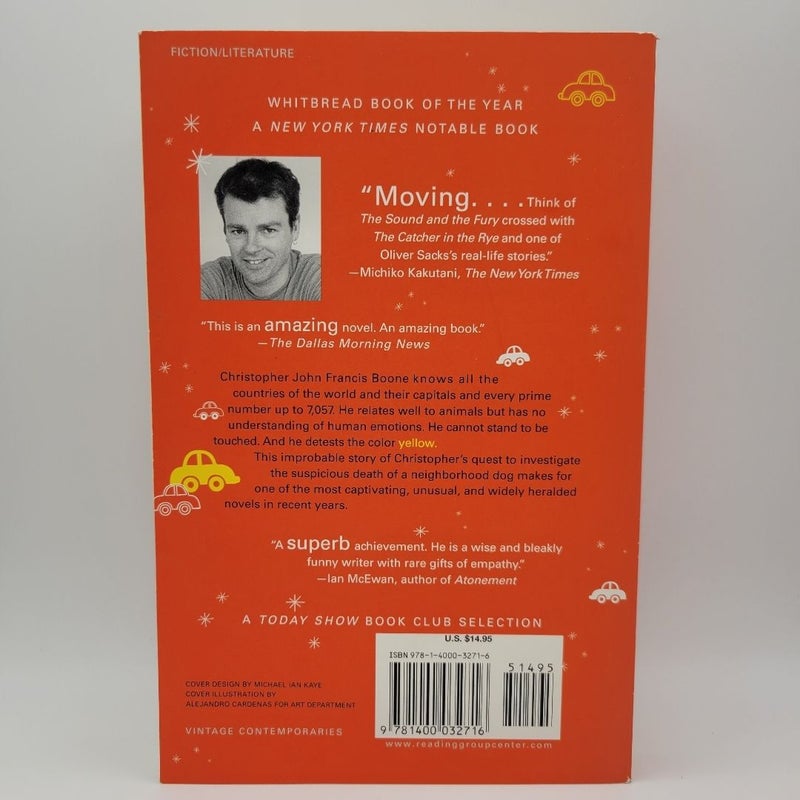 FICTION/LITERATURE
WHITBREAD BOOK OF THE YEAR
A NEW YORK TIMES NOTABLE BOOK
“Moving. . . . Think of
The Sound and the Fury crossed with
The Catcher in the Rye and one of
Oliver Sacks's real-life stories.”
—Michiko Kakutani, The New York Times
“This is an amazing novel. An amazing book.”
—The Dallas Morning News
Christopher John Francis Boone knows all the
countries of the world and their capitals and every prime
number up to 7,057. He relates well to animals but has no
understanding of human emotions. He cannot stand to be
touched. And he detests the color yellow.
This improbable story of Christopher's quest to investigate
the suspicious death of a neighborhood dog makes for
one of the most captivating, unusual, and widely heralded
novels in recent years.
“A superb achievement. He is a wise and bleakly
funny writer with rare gifts of empathy.”
—Ian McEwan, author of Atonement
A TODAY SHOW BOOK CLUB SELECTION
U.S. $14.95
ISBN 978-1-4000-3271-6
51495
9 781400 032716
COVER DESIGN BY MICHAEL IAN KAYE
COVER ILLUSTRATION BY
ALEJANDRO CARDENAS FOR ART DEPARTMENT
VINTAGE CONTEMPORARIES
www.readinggroupcenter.com